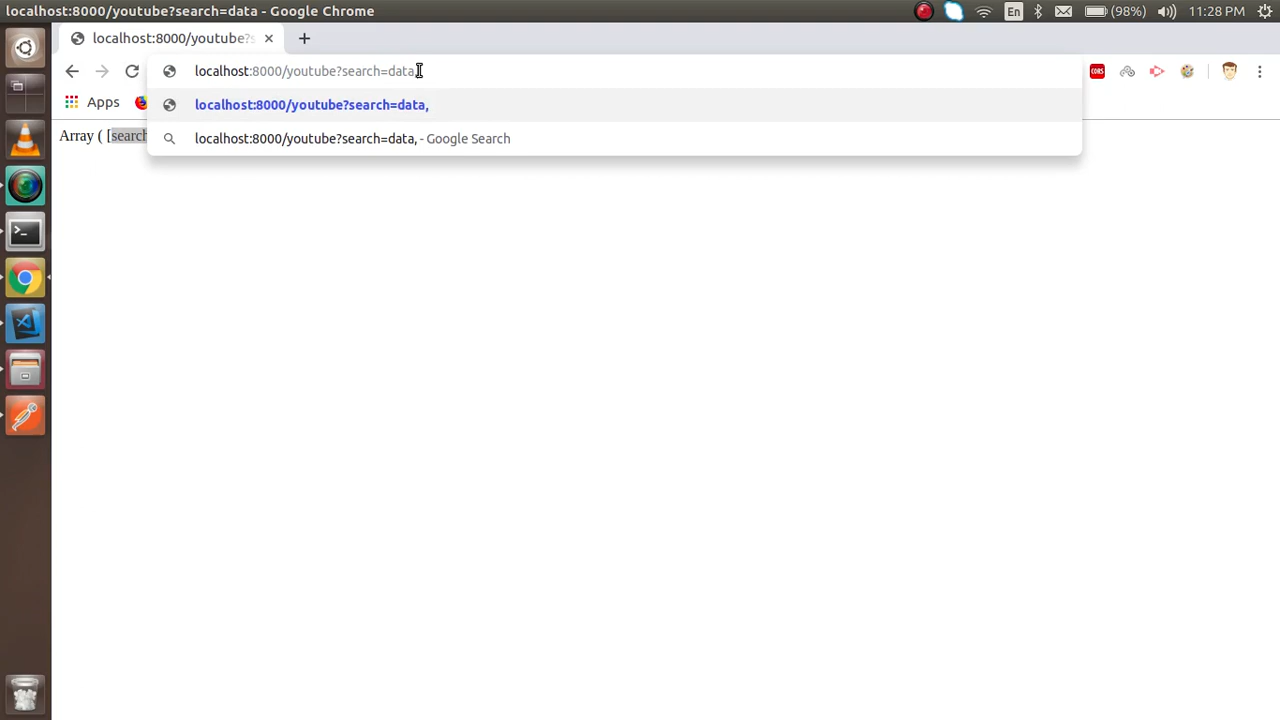 localhost:8000/youtube?search=data - Google Chrome
En
(98%)
11:28 PM
localhost:8000/youtube?s
localhost:8000/youtube?search=data,
CORS
localhost:8000/youtube?search=data,
localhost:8000/youtube?search=data, - Google Search
Apps
Array ( [search